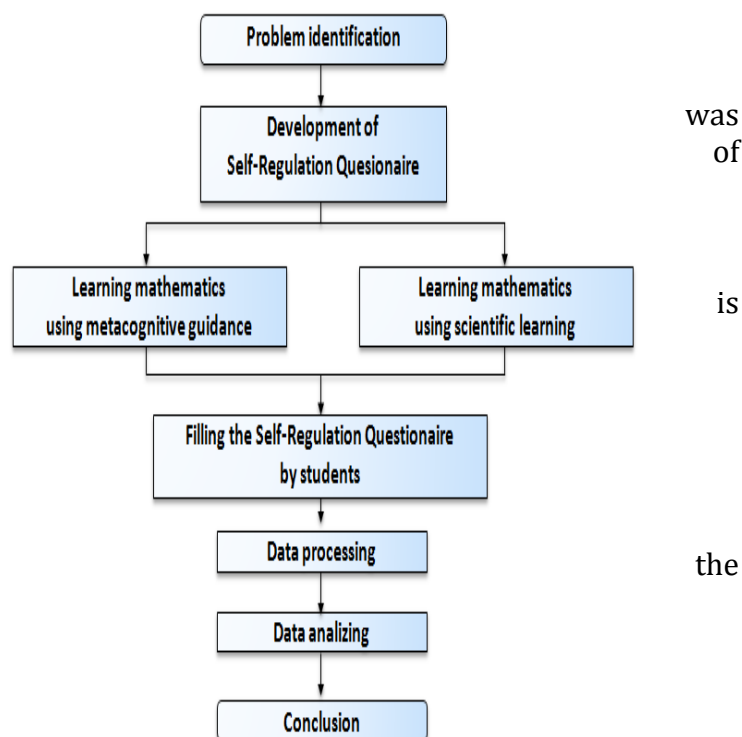 Problem identification
was
Development of
of
Self-Regulation Quesionaire
Learning mathematics
using metacognitive guidance
Learning mathematics
using scientific learning
is
Filling the Self-Regulation Questionaire
by students
Data processing
the
Data analizing
Conclusion